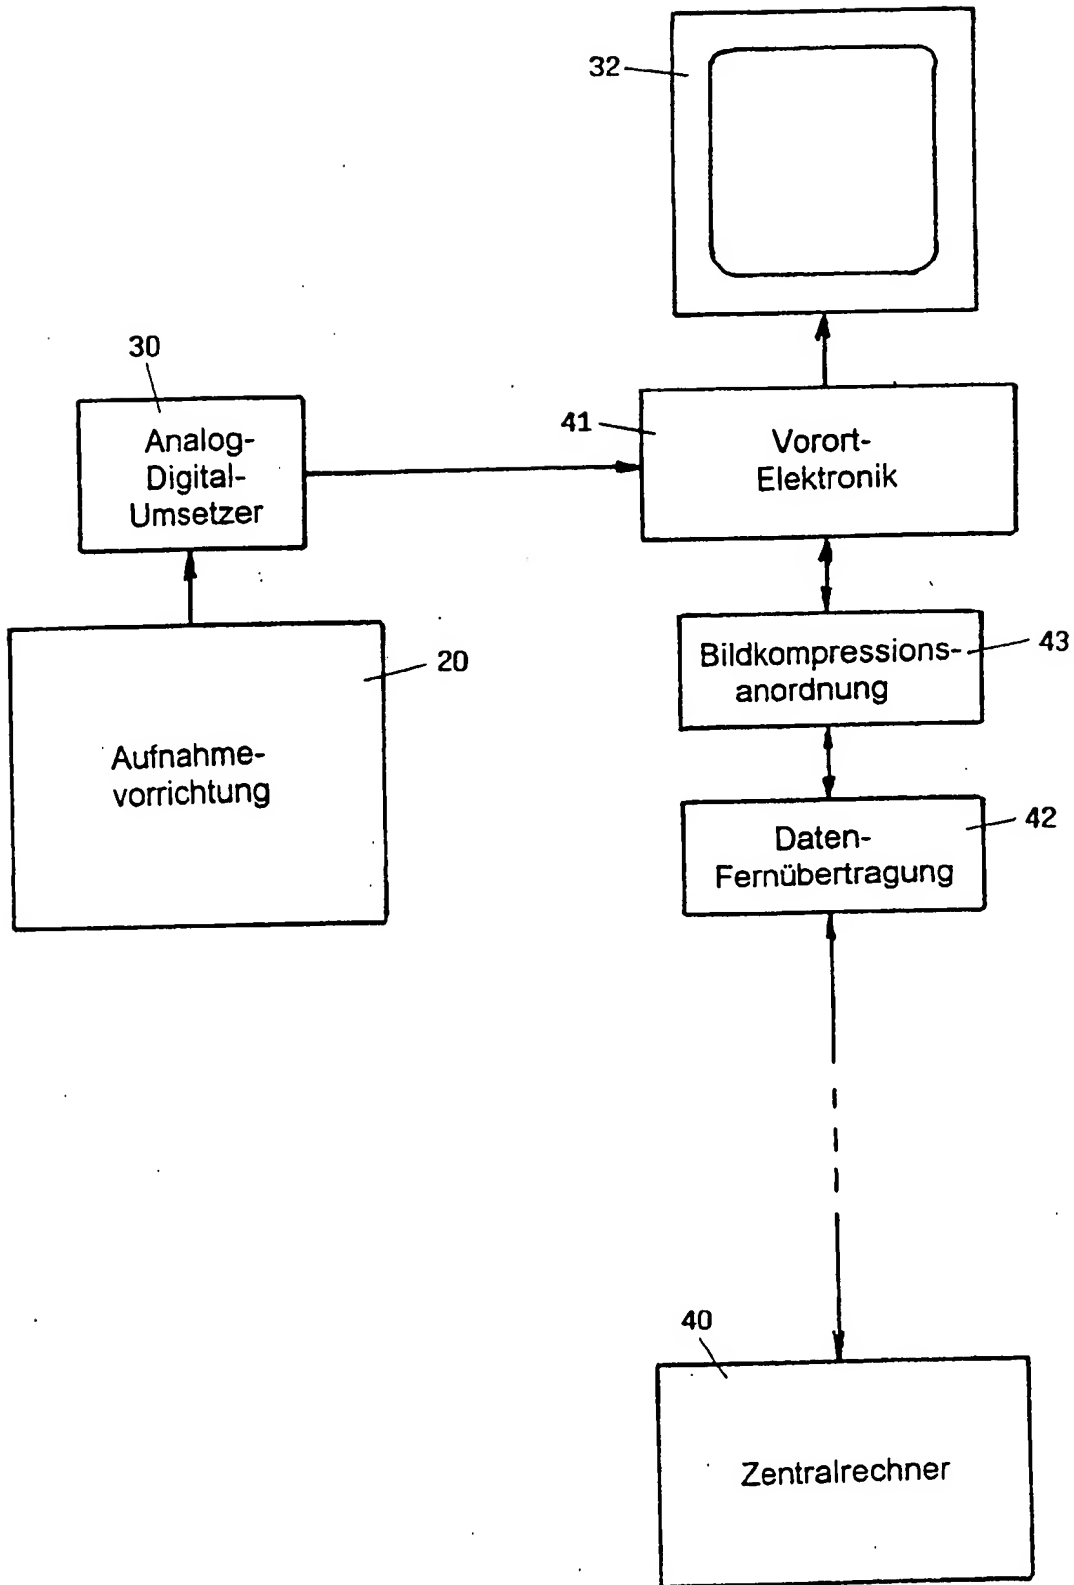 32
30
Analog-
Digital-
Umsetzer
41
Vorort-
Elektronik
20
Aufnahme-
vorrichtung
Bildkompressions-
anordnung
43
Daten-
Fernübertragung
42
40
Zentralrechner